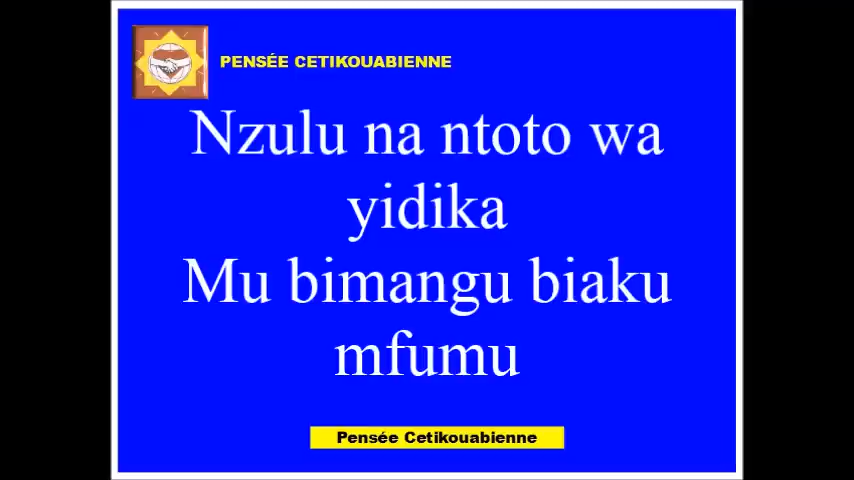 PENSÉE CETIKOUABIENNE
Nzulu na ntoto wa
yidika
Mu bimangu biaku
mfumu
Pensée Cetikouabienne